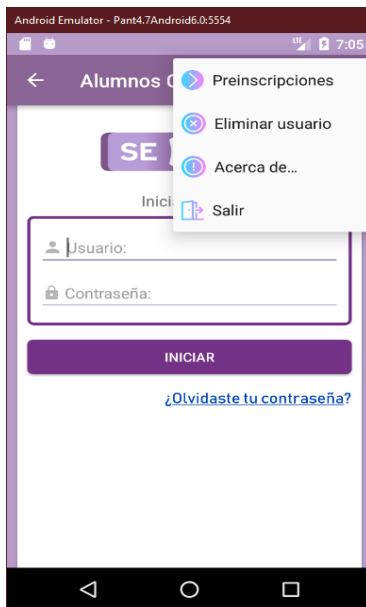 Android Emulator - Pant4.7Android6.0:5554
LTE 7:05
Alumnos
Preinscripciones
Eliminar usuario
Acerca de...
Salir
SE
Inici
Usuario:
Contraseña:
INICIAR
¿Olvidaste tu contraseña?